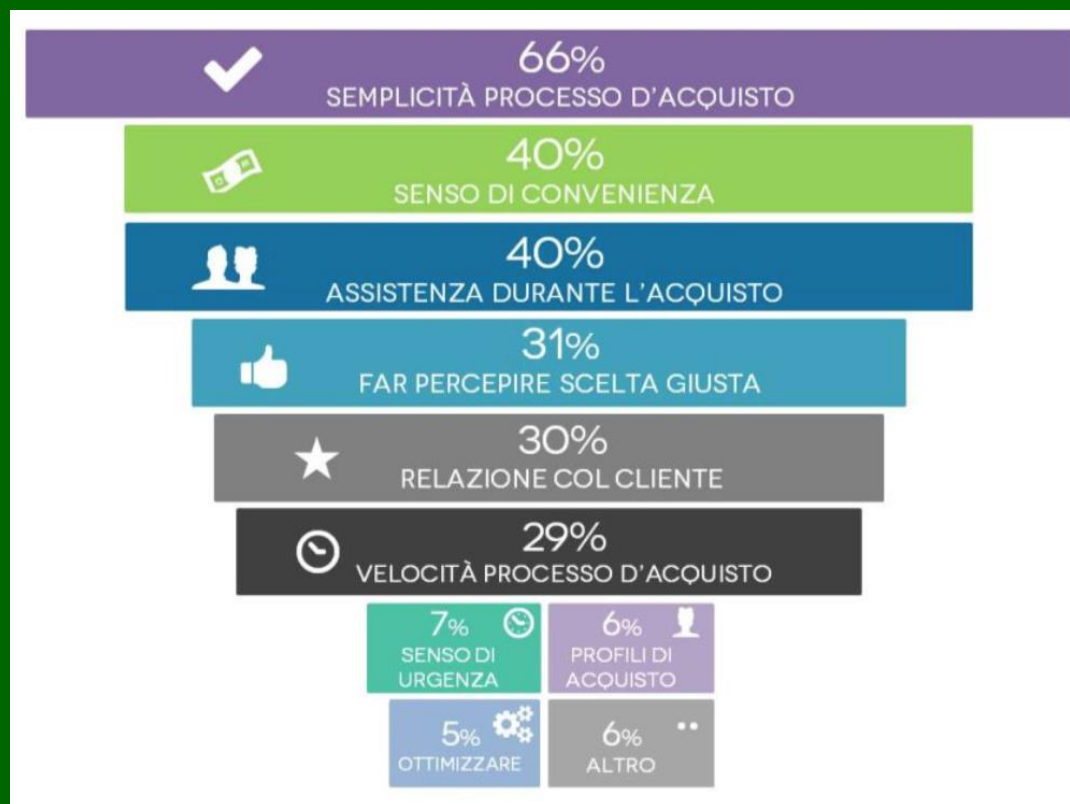 66%
SEMPLICITÀ PROCESSO D'ACQUISTO
40%
SENSO DI CONVENIENZA
40%
ASSISTENZA DURANTE L'ACQUISTO
31%
FAR PERCEPIRE SCELTA GIUSTA
30%
RELAZIONE COL CLIENTE
29%
VELOCITÀ PROCESSO D'ACQUISTO
7%
SENSO DI
URGENZA
6%
PROFILI DI
ACQUISTO
5%
OTTIMIZZARE
6%
ALTRO